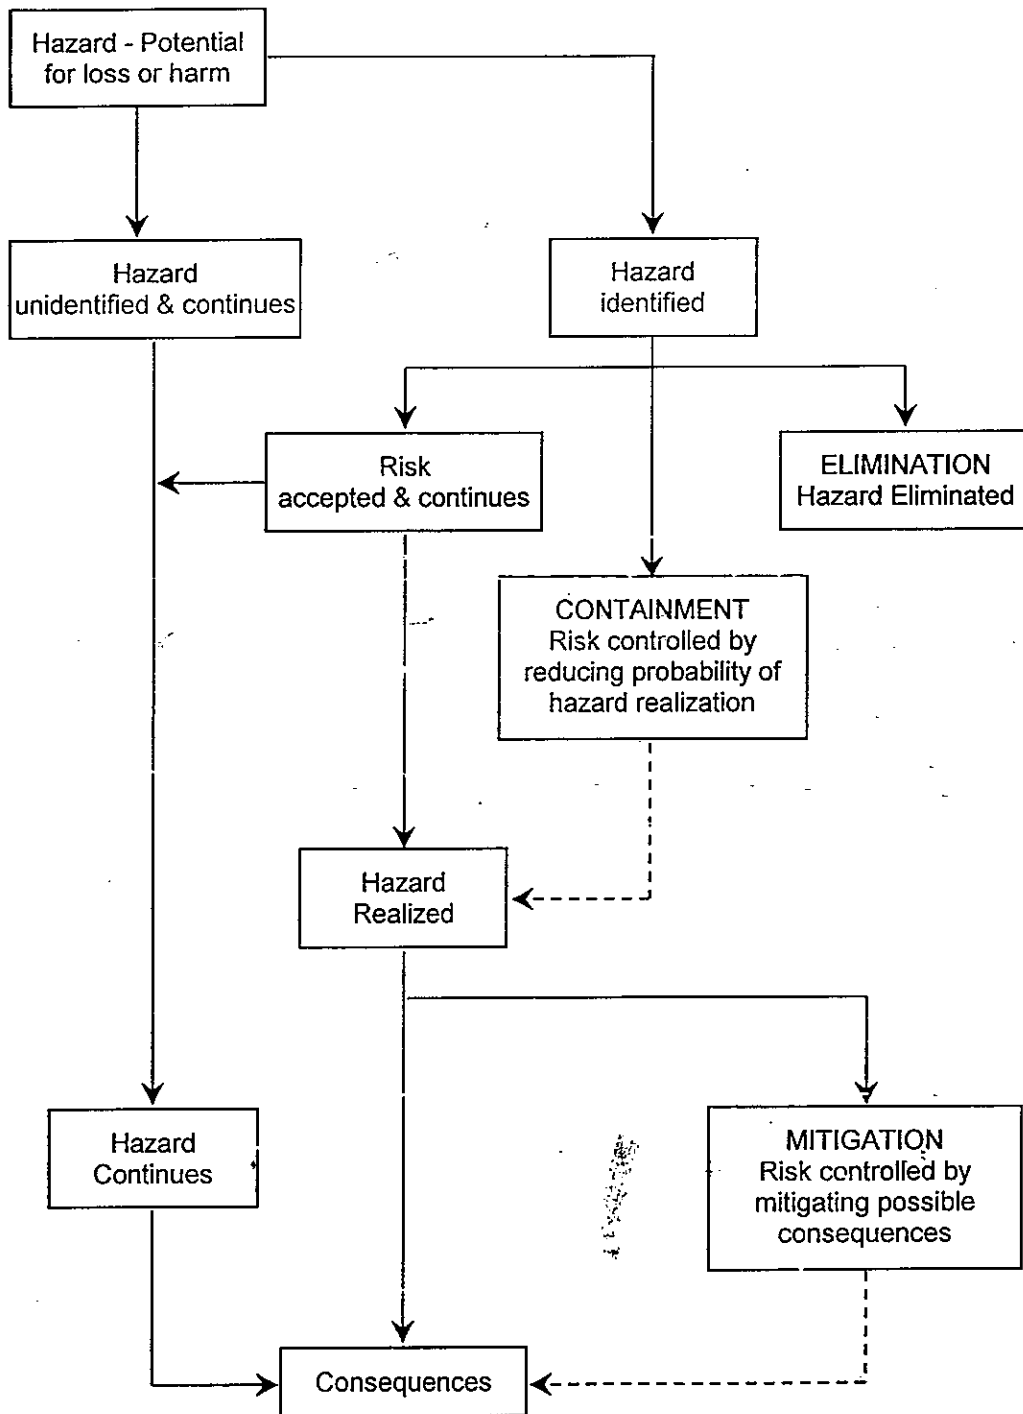 Hazard - Potential
for loss or harm
Hazard
unidentified & continues
Hazard
identified
Risk
accepted & continues
ELIMINATION
Hazard Eliminated
CONTAINMENT
Risk controlled by
reducing probability of
hazard realization
Hazard
Realized
Hazard
Continues
MITIGATION
Risk controlled by
mitigating possible
consequences
Consequences